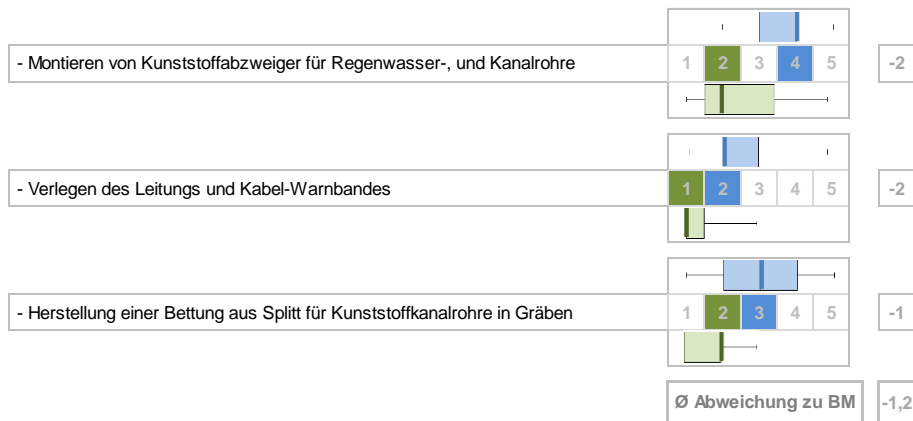 - Montieren von Kunststoffabzweiger für Regenwasser-, und Kanalrohre 1 2 3 4 5 -2
- Verlegen des Leitungs und Kabel-Warnbandes 1 2 3 4 5 -2
- Herstellung einer Bettung aus Splitt für Kunststoffkanalrohre in Gräben 1 2 3 4 5 -1
Ø Abweichung zu BM -1,2